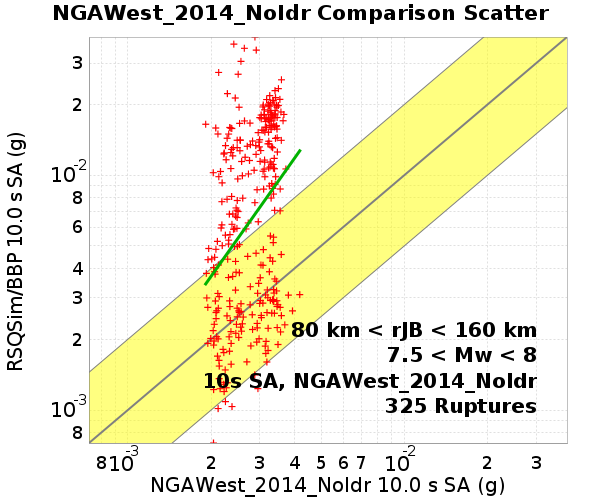 NGAWest_2014_NoIdr Comparison Scatter
RSQSim/BBP 10.0 s SA (g)
3
2
10⁻²
8
6
4
3
2
10⁻³
8
80 km < rJB < 160 km
7.5 < Mw < 8
10s SA, NGAWest_2014_NoIdr
325 Ruptures
8 10⁻³ 2 3 4 5 6 7 10⁻² 2 3
NGAWest_2014_NoIdr 10.0 s SA (g)